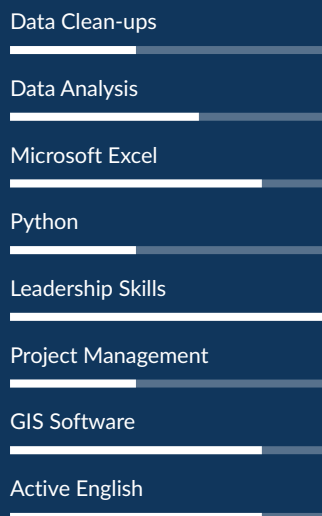 Data Clean-ups
Data Analysis
Microsoft Excel
Python
Leadership Skills
Project Management
GIS Software
Active English